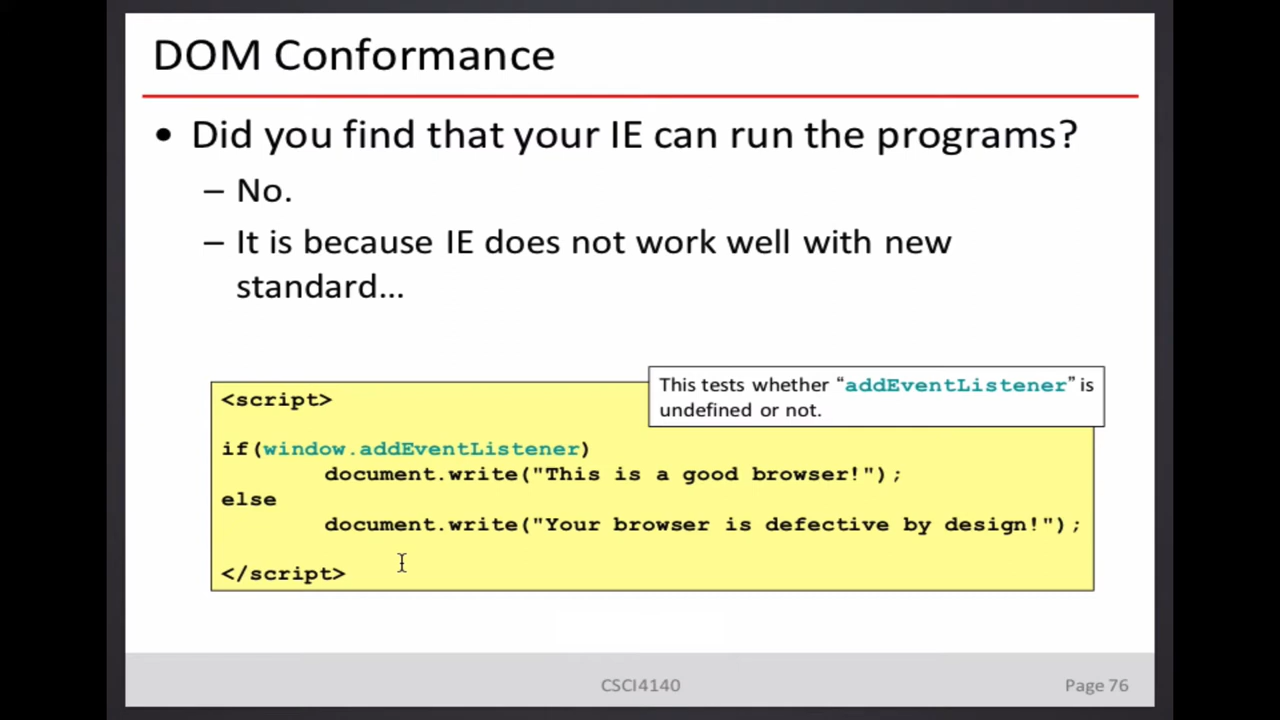 DOM Conformance
• Did you find that your IE can run the programs?
– No.
– It is because IE does not work well with new
standard...
This tests whether “addEventListener” is
undefined or not.
<script>
if(window.addEventListener)
document.write("This is a good browser!");
else
document.write("Your browser is defective by design!");
</script>
CSCI4140
Page 76